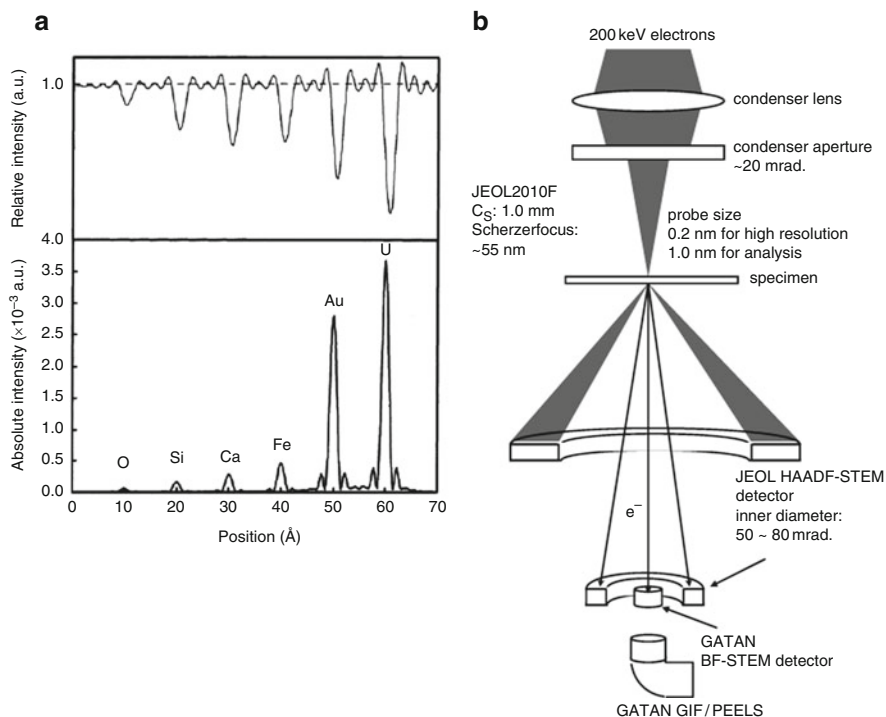 a
Relative intensity (a.u.)
1.0
Absolute intensity (×10⁻³ a.u.)
4.0
3.5
3.0
2.5
2.0
1.5
1.0
0.5
0.0
O
Si
Ca
Fe
Au
U
0
10
20
30
40
50
60
70
Position (Å)
b
200 keV electrons
condenser lens
condenser aperture
~20 mrad.
JEOL2010F
C_S: 1.0 mm
Scherzerfocus:
~55 nm
probe size
0.2 nm for high resolution
1.0 nm for analysis
specimen
e⁻
JEOL HAADF-STEM
detector
inner diameter:
50 ~ 80 mrad.
GATAN
BF-STEM detector
GATAN GIF/PEELS